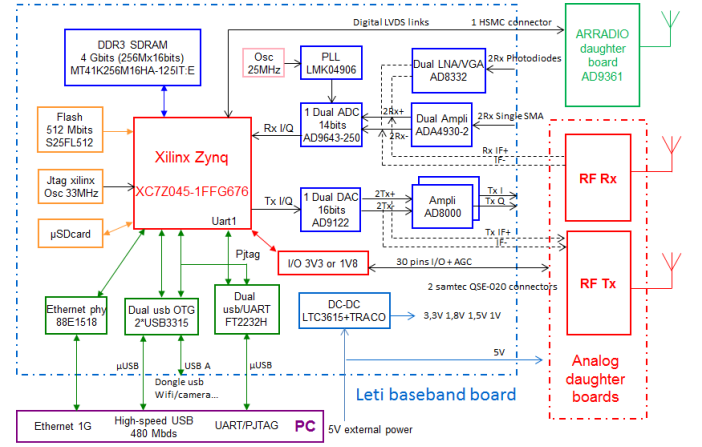 Digital LVDS links
1 HSMC connector
DDR3 SDRAM
4 Gbits (256Mx16bits)
MT41K256M16HA-125IT:E
Osc
25MHz
PLL
LMK04906
Dual LNA/VGA
AD8332
2Rx Photodiodes
ARRADIO
daughter
board
AD9361
Flash
512 Mbits
S25FL512
Rx I/Q
1 Dual ADC
14bits
AD9643-250
2Rx+
2Rx-
Dual Ampli
ADA4930-2
2Rx Single SMA
Xilinx Zynq
XC7Z045-1FFG676
Uart1
Rx IF+
IF-
RF Rx
Jtag xilinx
Osc 33MHz
Tx I/Q
1 Dual DAC
16bits
AD9122
2Tx+
2Tx-
Ampli
AD8000
Tx I
Tx Q
µSDcard
Tx IF+
IF-
Pjtag
I/O 3V3 or 1V8
30 pins I/O + AGC
RF Tx
2 samtec QSE-020 connectors
Ethernet phy
88E1518
Dual usb OTG
2*USB3315
Dual
usb/UART
FT2232H
DC-DC
LTC3615+TRACO
3,3V 1,8V 1,5V 1V
5V
µUSB
USB A
µUSB
Dongle usb
Wifi/camera...
Leti baseband board
Analog
daughter
boards
Ethernet 1G
High-speed USB
480 Mbds
UART/PJTAG
PC
5V external power